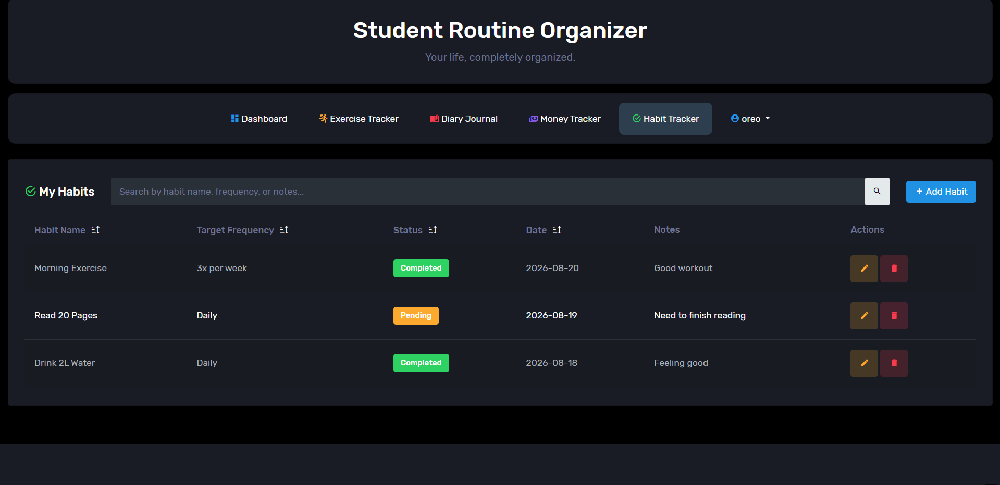 Student Routine Organizer
Your life, completely organized.
Dashboard Exercise Tracker Diary Journal Money Tracker Habit Tracker oreo
My Habits Search by habit name, frequency, or notes... + Add Habit
Habit Name Target Frequency Status Date Notes Actions
Morning Exercise 3x per week Completed 2026-08-20 Good workout
Read 20 Pages Daily Pending 2026-08-19 Need to finish reading
Drink 2L Water Daily Completed 2026-08-18 Feeling good